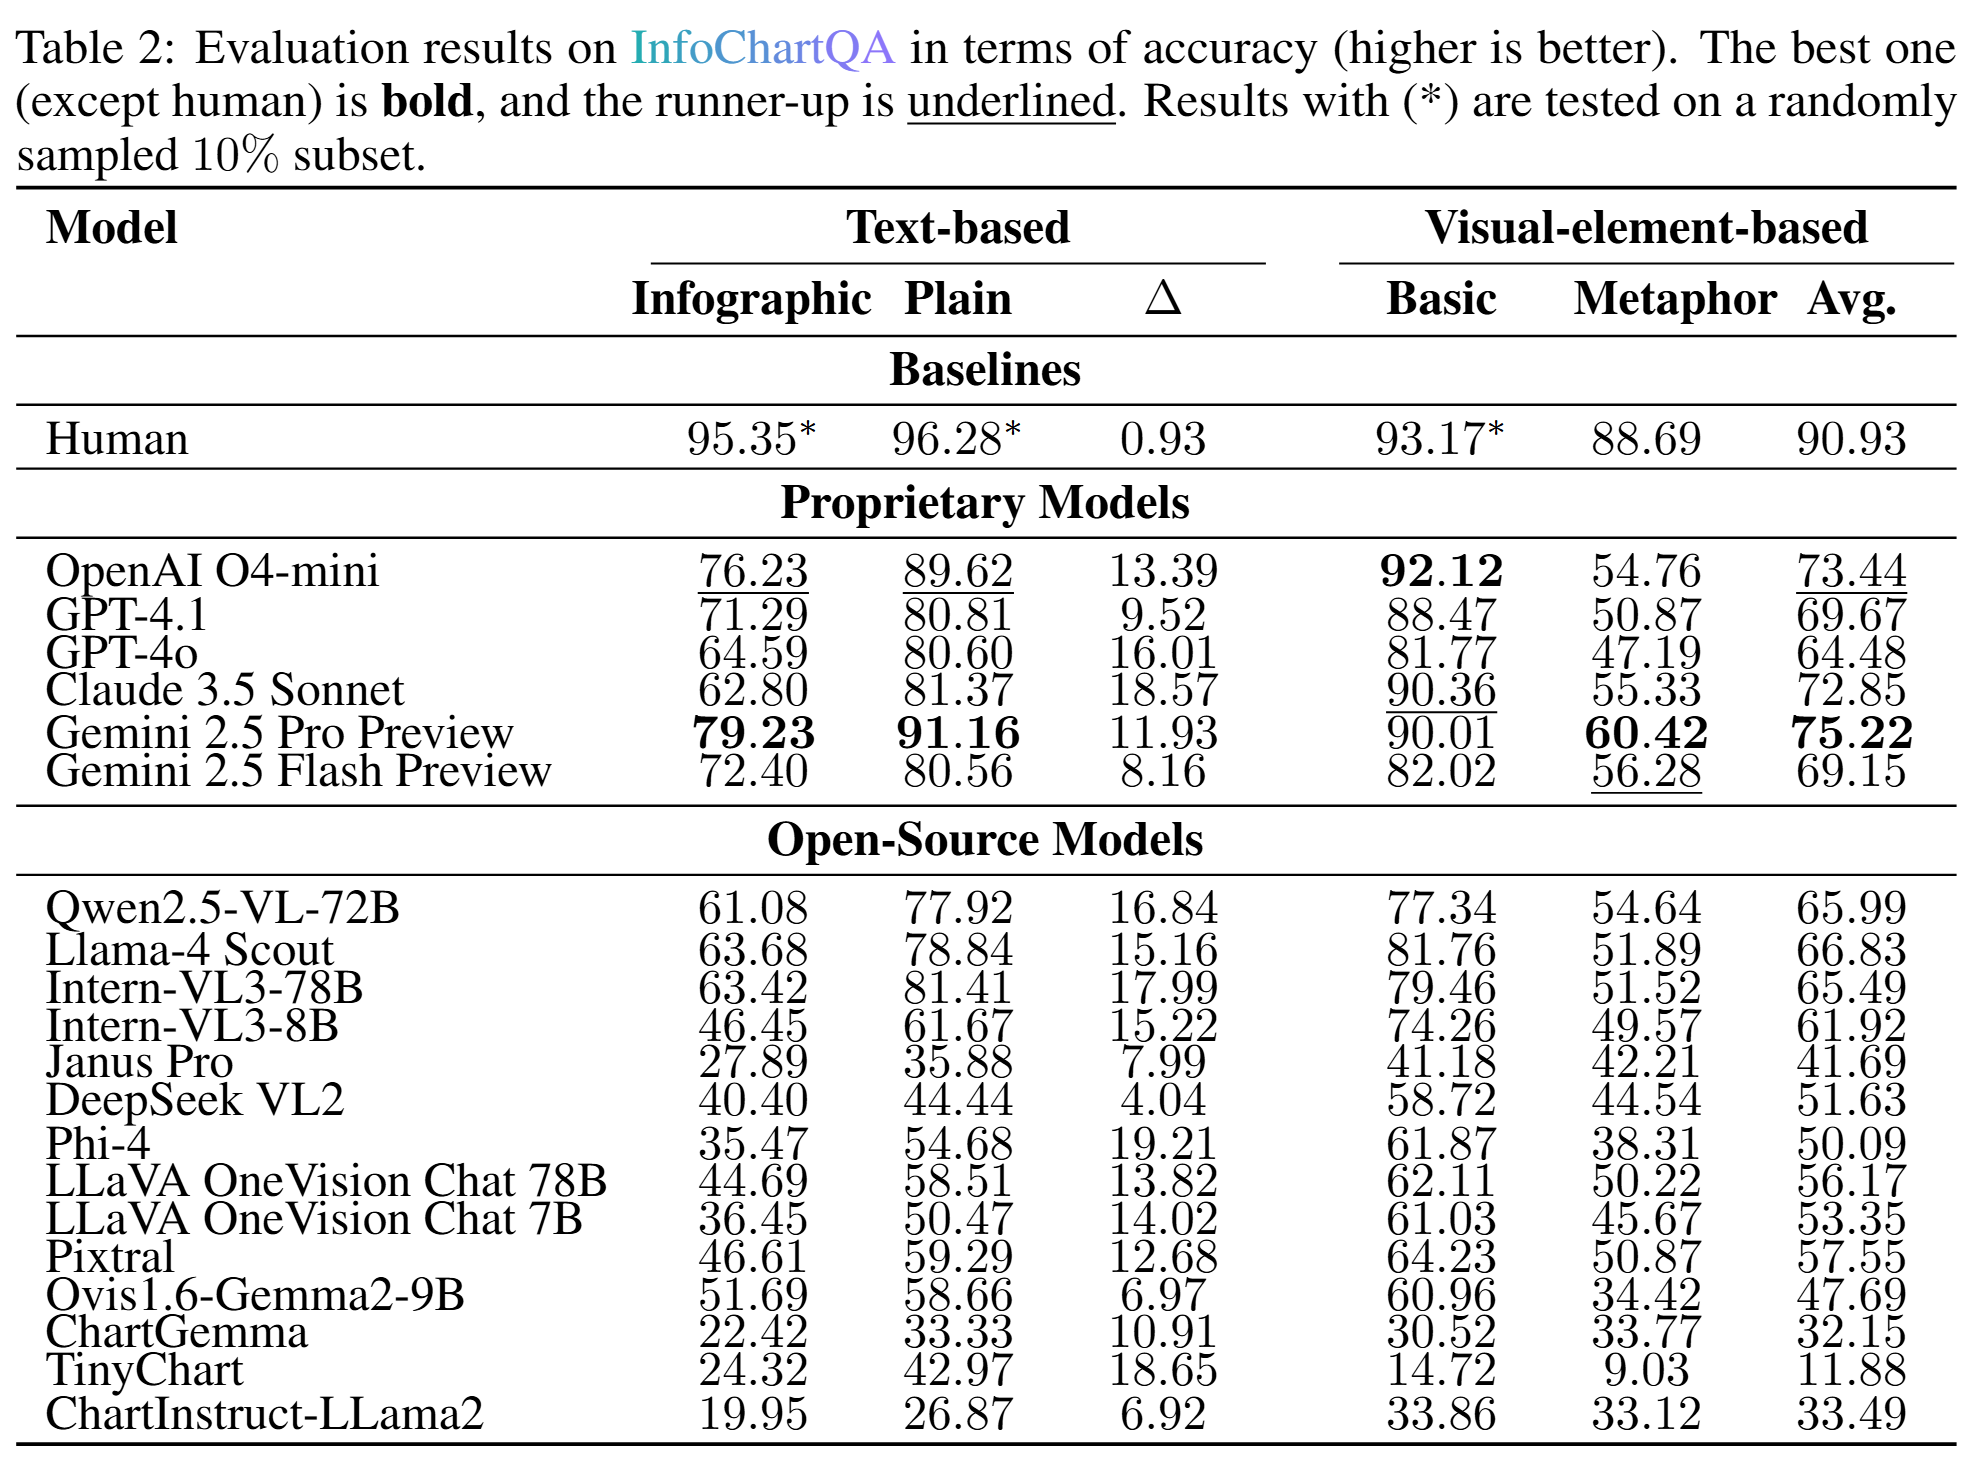 Table 2: Evaluation results on InfoChartQA in terms of accuracy (higher is better). The best one
(except human) is bold, and the runner-up is underlined. Results with (*) are tested on a randomly
sampled 10% subset.
Model Text-based Visual-element-based
Infographic Plain Δ Basic Metaphor Avg.
Baselines
Human 95.35* 96.28* 0.93 93.17* 88.69 90.93
Proprietary Models
OpenAI O4-mini 76.23 89.62 13.39 92.12 54.76 73.44
GPT-4.1 71.29 80.81 9.52 88.47 50.87 69.67
GPT-4o 64.59 80.60 16.01 81.77 47.19 64.48
Claude 3.5 Sonnet 62.80 81.37 18.57 90.36 55.33 72.85
Gemini 2.5 Pro Preview 79.23 91.16 11.93 90.01 60.42 75.22
Gemini 2.5 Flash Preview 72.40 80.56 8.16 82.02 56.28 69.15
Open-Source Models
Qwen2.5-VL-72B 61.08 77.92 16.84 77.34 54.64 65.99
Llama-4 Scout 63.68 78.84 15.16 81.76 51.89 66.83
Intern-VL3-78B 63.42 81.41 17.99 79.46 51.52 65.49
Intern-VL3-8B 46.45 61.67 15.22 74.26 49.57 61.92
Janus Pro 27.89 35.88 7.99 41.18 42.21 41.69
DeepSeek VL2 40.40 44.44 4.04 58.72 44.54 51.63
Phi-4 35.47 54.68 19.21 61.87 38.31 50.09
LLaVA OneVision Chat 78B 44.69 58.51 13.82 62.11 50.22 56.17
LLaVA OneVision Chat 7B 36.45 50.47 14.02 61.03 45.67 53.35
Pixtral 46.61 59.29 12.68 64.23 50.87 57.55
Ovis1.6-Gemma2-9B 51.69 58.66 6.97 60.96 34.42 47.69
ChartGemma 22.42 33.33 10.91 30.52 33.77 32.15
TinyChart 24.32 42.97 18.65 14.72 9.03 11.88
ChartInstruct-LLama2 19.95 26.87 6.92 33.86 33.12 33.49